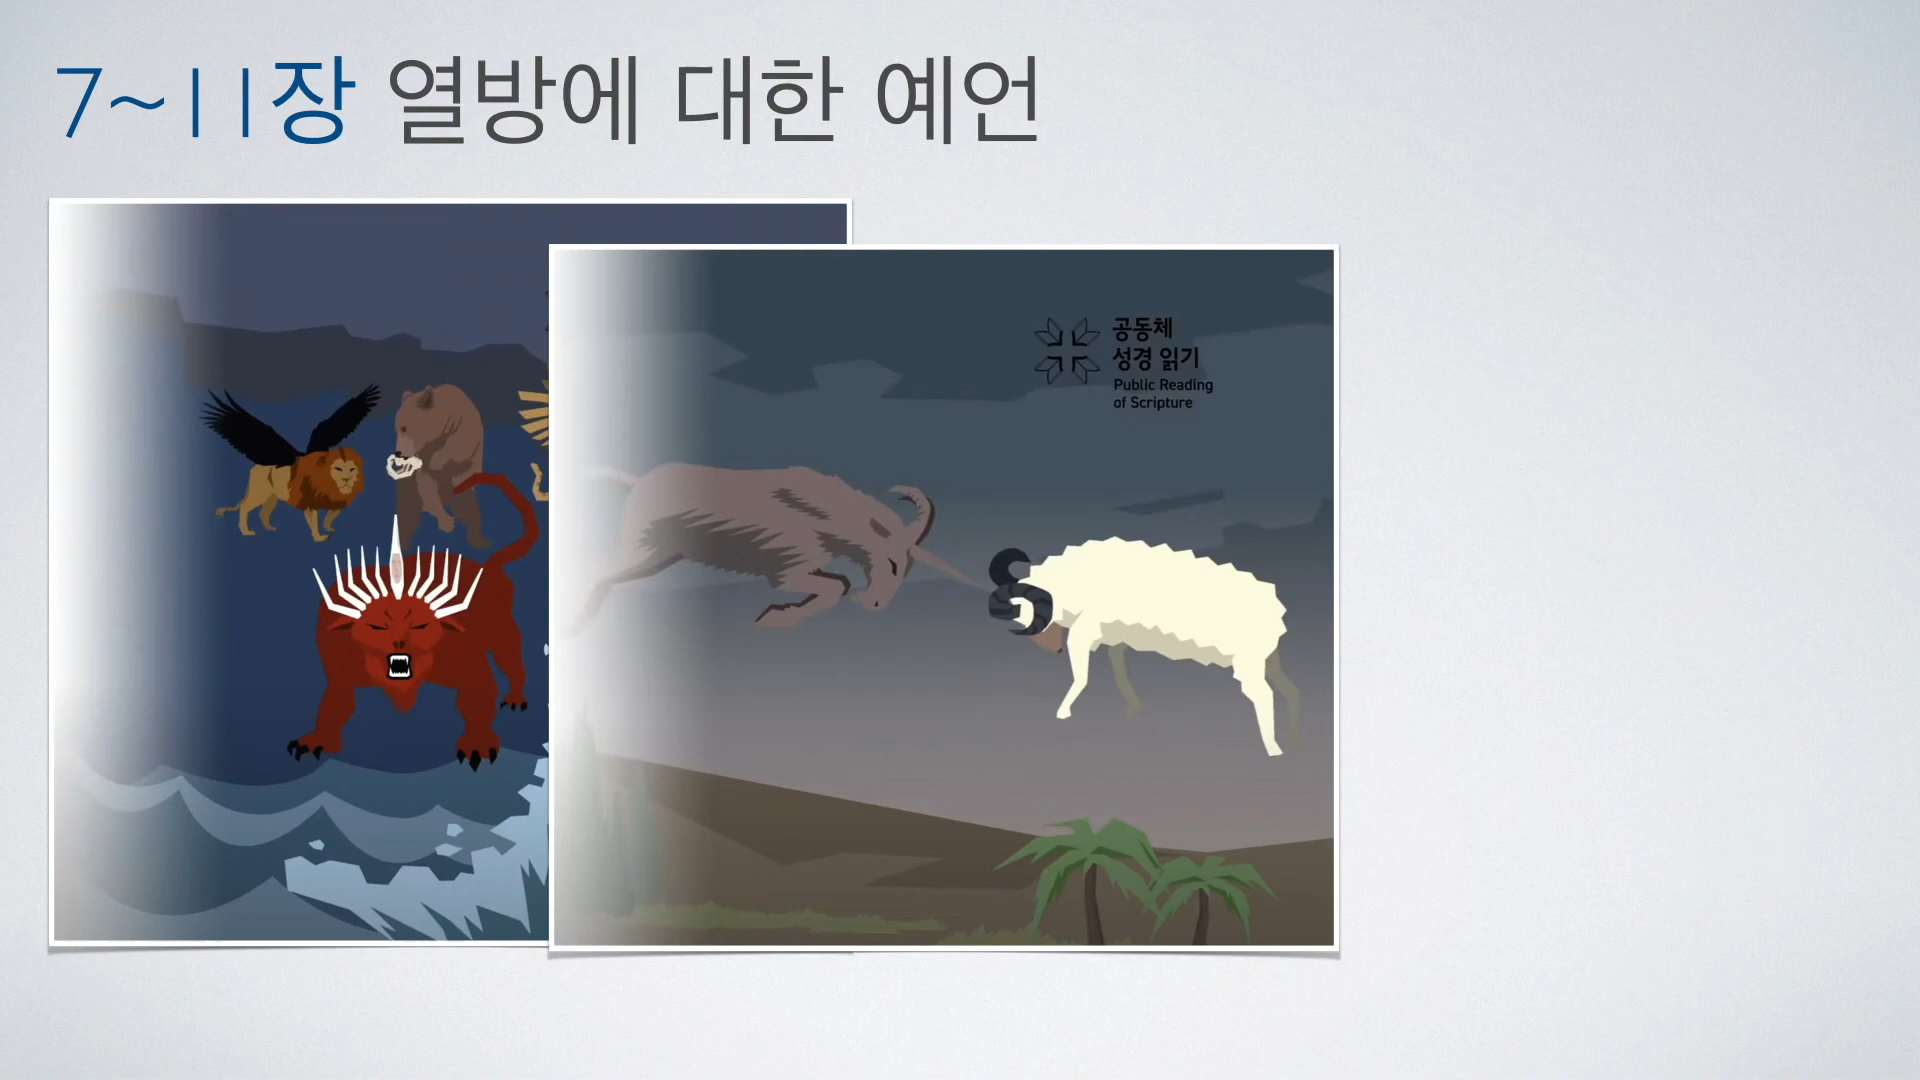 7~11장 열방에 대한 예언
공동체
성경 읽기
Public Reading
of Scripture